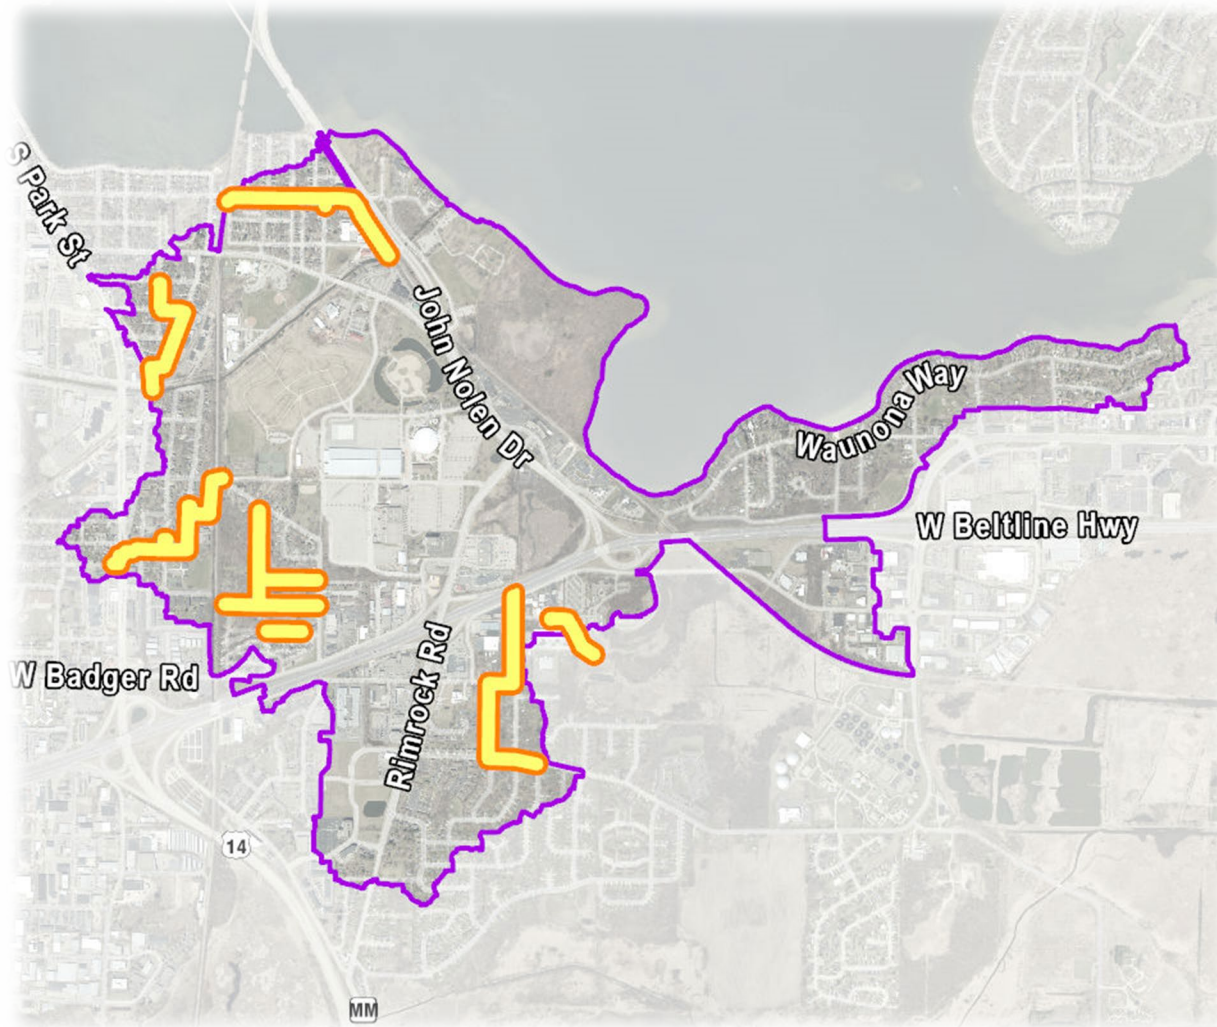 S Park St
John Nolen Dr
Waunona Way
W Beltline Hwy
W Badger Rd
Rimrock Rd
14
MM